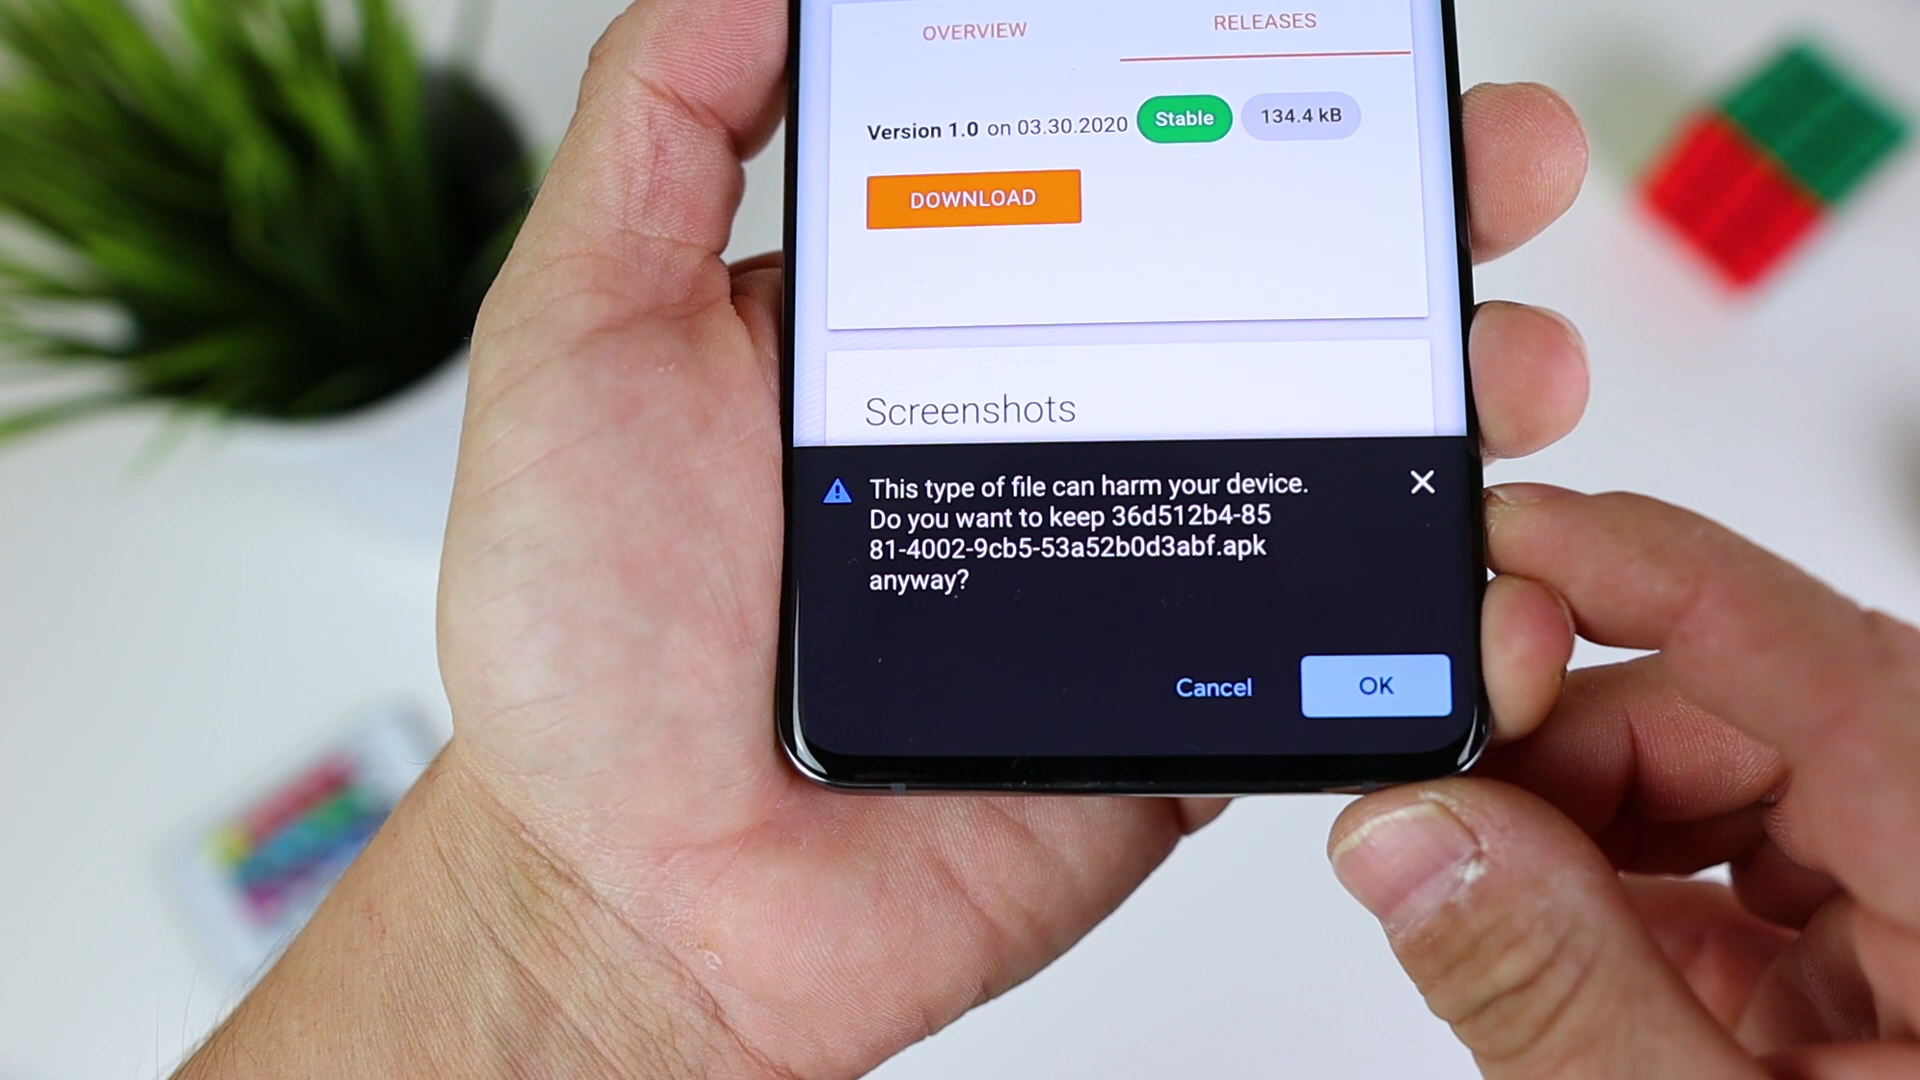 OVERVIEW RELEASES
Version 1.0 on 03.30.2020 Stable 134.4 kB
DOWNLOAD
Screenshots
This type of file can harm your device.
Do you want to keep 36d512b4-85
81-4002-9cb5-53a52b0d3abf.apk
anyway?
Cancel OK